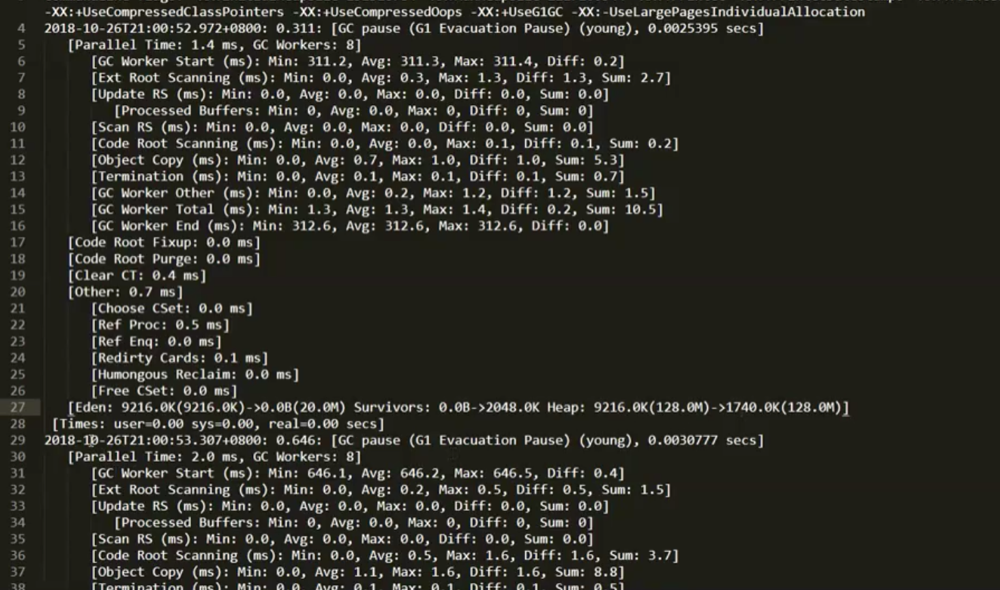 -XX:+UseCompressedClassPointers -XX:+UseCompressedOops -XX:+UseG1GC -XX:-UseLargePagesIndividualAllocation
4 2018-10-26T21:00:52.972+0800: 0.311: [GC pause (G1 Evacuation Pause) (young), 0.0025395 secs]
5 [Parallel Time: 1.4 ms, GC Workers: 8]
6 [GC Worker Start (ms): Min: 311.2, Avg: 311.3, Max: 311.4, Diff: 0.2]
7 [Ext Root Scanning (ms): Min: 0.0, Avg: 0.3, Max: 1.3, Diff: 1.3, Sum: 2.7]
8 [Update RS (ms): Min: 0.0, Avg: 0.0, Max: 0.0, Diff: 0.0, Sum: 0.0]
9 [Processed Buffers: Min: 0, Avg: 0.0, Max: 0, Diff: 0, Sum: 0]
10 [Scan RS (ms): Min: 0.0, Avg: 0.0, Max: 0.0, Diff: 0.0, Sum: 0.0]
11 [Code Root Scanning (ms): Min: 0.0, Avg: 0.0, Max: 0.1, Diff: 0.1, Sum: 0.2]
12 [Object Copy (ms): Min: 0.0, Avg: 0.7, Max: 1.0, Diff: 1.0, Sum: 5.3]
13 [Termination (ms): Min: 0.0, Avg: 0.1, Max: 0.1, Diff: 0.1, Sum: 0.7]
14 [GC Worker Other (ms): Min: 0.0, Avg: 0.2, Max: 1.2, Diff: 1.2, Sum: 1.5]
15 [GC Worker Total (ms): Min: 1.3, Avg: 1.3, Max: 1.4, Diff: 0.2, Sum: 10.5]
16 [GC Worker End (ms): Min: 312.6, Avg: 312.6, Max: 312.6, Diff: 0.0]
17 [Code Root Fixup: 0.0 ms]
18 [Code Root Purge: 0.0 ms]
19 [Clear CT: 0.4 ms]
20 [Other: 0.7 ms]
21 [Choose CSet: 0.0 ms]
22 [Ref Proc: 0.5 ms]
23 [Ref Enq: 0.0 ms]
24 [Redirty Cards: 0.1 ms]
25 [Humongous Reclaim: 0.0 ms]
26 [Free CSet: 0.0 ms]
27 [Eden: 9216.0K(9216.0K)->0.0B(20.0M) Survivors: 0.0B->2048.0K Heap: 9216.0K(128.0M)->1740.0K(128.0M)]
28 [Times: user=0.00 sys=0.00, real=0.00 secs]
29 2018-10-26T21:00:53.307+0800: 0.646: [GC pause (G1 Evacuation Pause) (young), 0.0030777 secs]
30 [Parallel Time: 2.0 ms, GC Workers: 8]
31 [GC Worker Start (ms): Min: 646.1, Avg: 646.2, Max: 646.5, Diff: 0.4]
32 [Ext Root Scanning (ms): Min: 0.0, Avg: 0.2, Max: 0.5, Diff: 0.5, Sum: 1.5]
33 [Update RS (ms): Min: 0.0, Avg: 0.0, Max: 0.0, Diff: 0.0, Sum: 0.0]
34 [Processed Buffers: Min: 0, Avg: 0.0, Max: 0, Diff: 0, Sum: 0]
35 [Scan RS (ms): Min: 0.0, Avg: 0.0, Max: 0.0, Diff: 0.0, Sum: 0.0]
36 [Code Root Scanning (ms): Min: 0.0, Avg: 0.5, Max: 1.6, Diff: 1.6, Sum: 3.7]
37 [Object Copy (ms): Min: 0.0, Avg: 1.1, Max: 1.6, Diff: 1.6, Sum: 8.8]
38 [Termination (ms): Min: 0.0, Avg: 0.1, Max: 0.1, Diff: 0.1, Sum: 0.5]